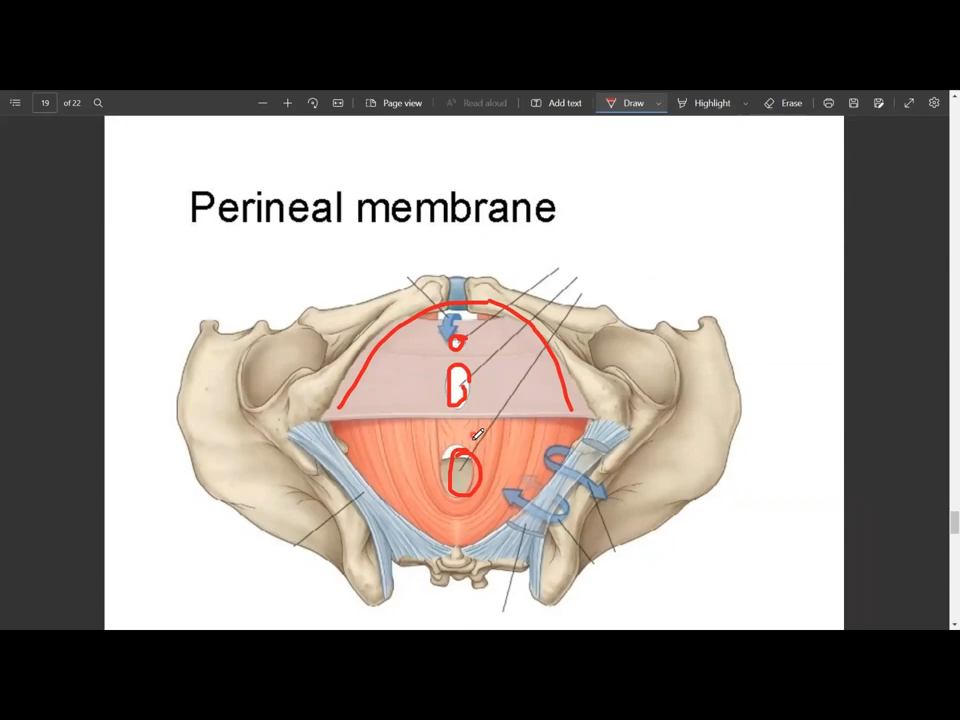 19 of 22 Page view Read aloud Add text Draw Highlight Erase
Perineal membrane